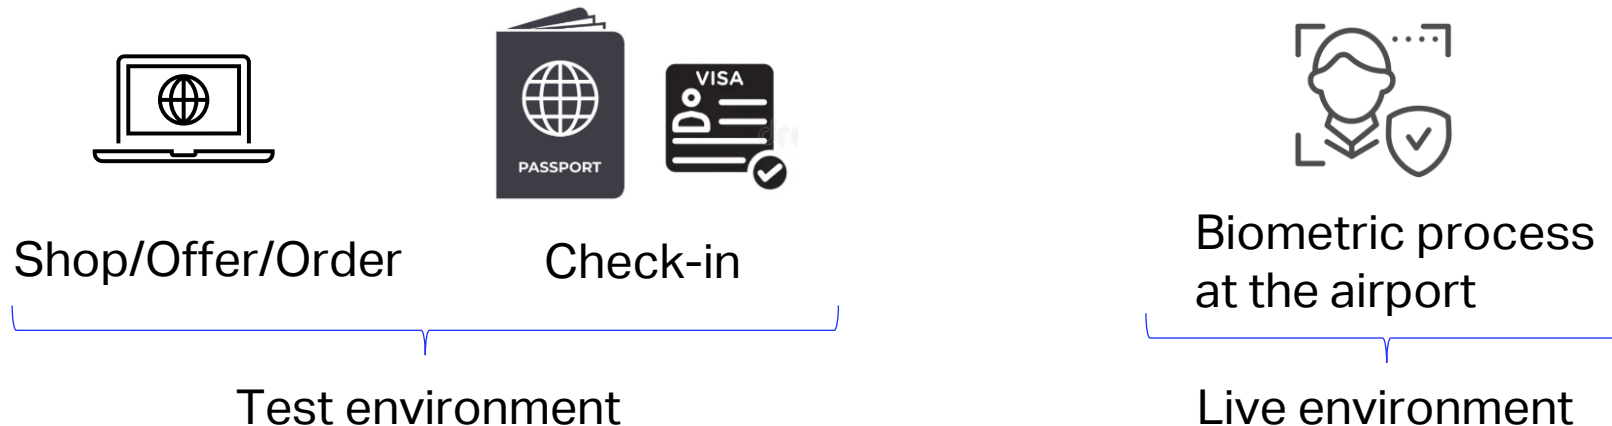 PASSPORT
VISA
Shop/Offer/Order
Check-in
Biometric process
at the airport
Test environment
Live environment